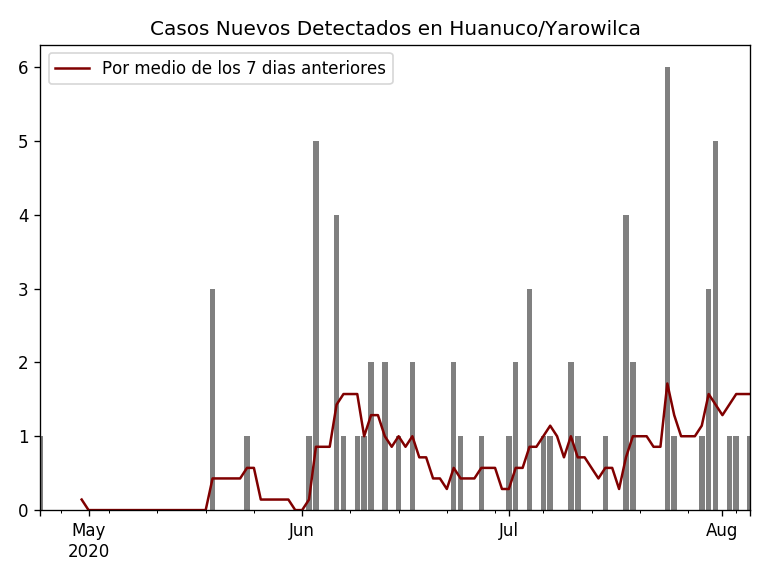 Casos Nuevos Detectados en Huanuco/Yarowilca
Por medio de los 7 dias anteriores
6
5
4
3
2
1
0
May Jun Jul Aug
2020